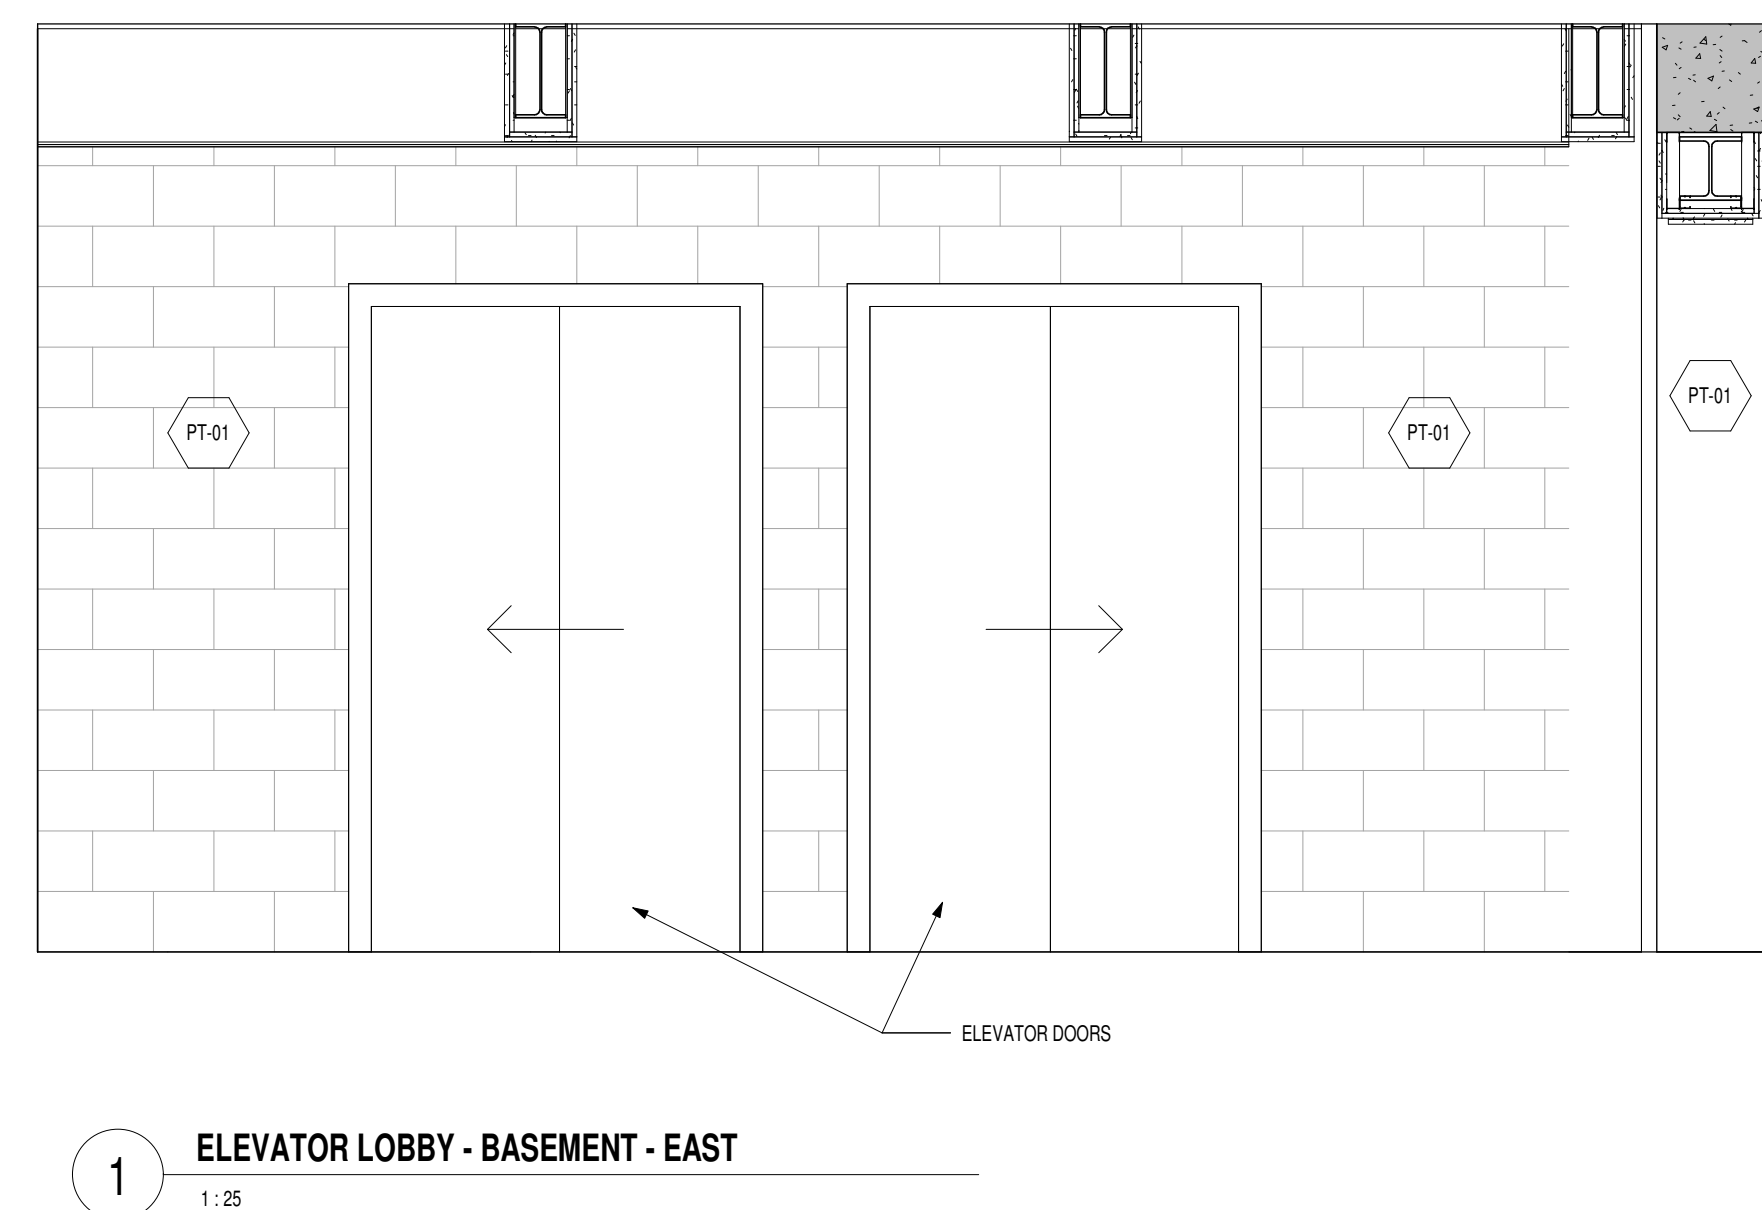 PT-01
PT-01
PT-01
ELEVATOR DOORS
1
ELEVATOR LOBBY - BASEMENT - EAST
1 : 25